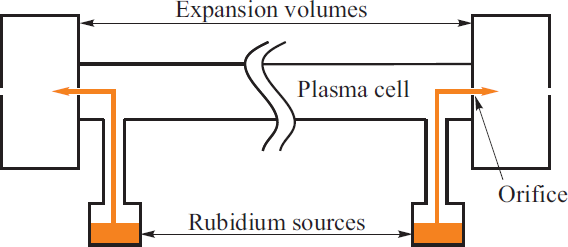 Expansion volumes
Plasma cell
Orifice
Rubidium sources